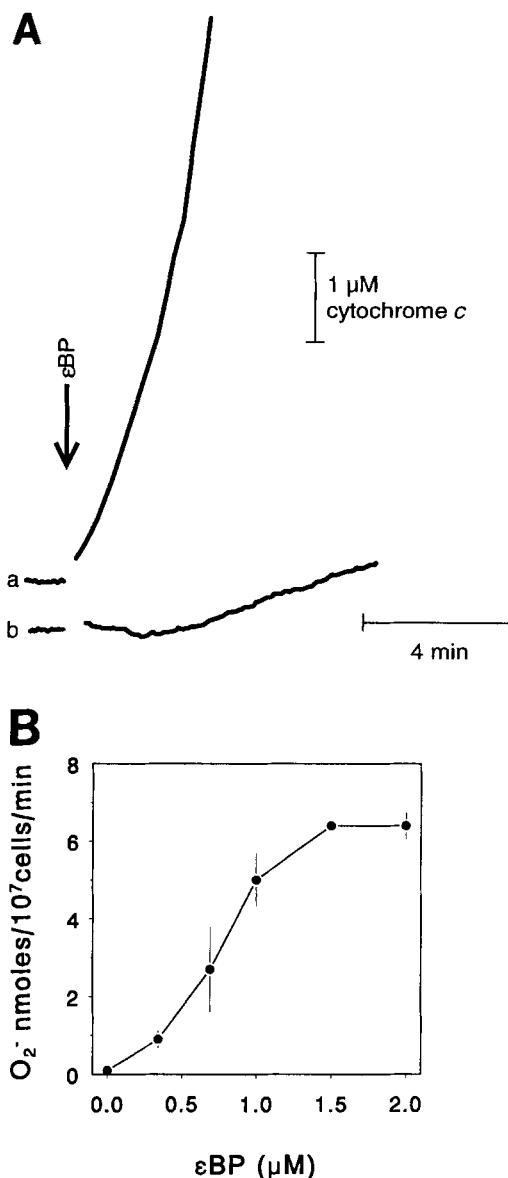 A
εBP
1 μM
cytochrome c
a
b
4 min
B
O₂⁻ nmoles/10⁷cells/min
8
6
4
2
0
0.0 0.5 1.0 1.5 2.0
εBP (μM)